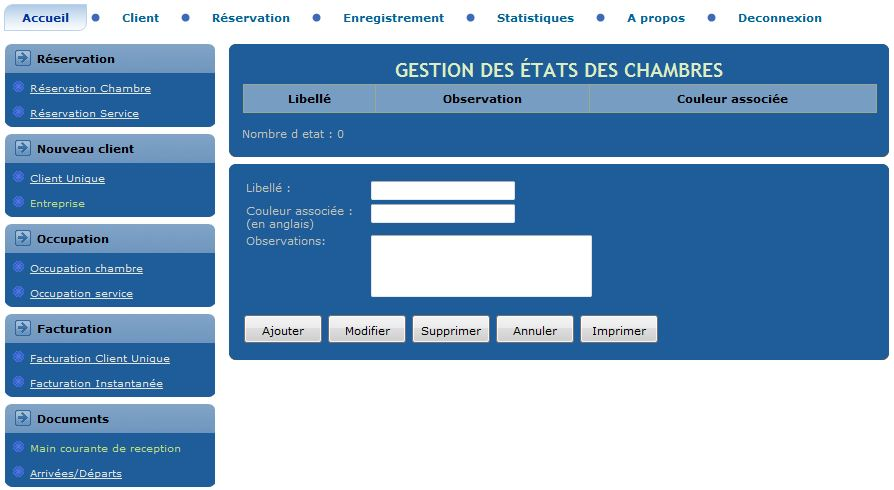 Accueil Client Réservation Enregistrement Statistiques A propos Deconnexion
Réservation
Réservation Chambre
Réservation Service
Nouveau client
Client Unique
Entreprise
Occupation
Occupation chambre
Occupation service
Facturation
Facturation Client Unique
Facturation Instantanée
Documents
Main courante de reception
Arrivées/Départs
GESTION DES ÉTATS DES CHAMBRES
Libellé Observation Couleur associée
Nombre d etat : 0
Libellé :
Couleur associée :
(en anglais)
Observations:
Ajouter Modifier Supprimer Annuler Imprimer